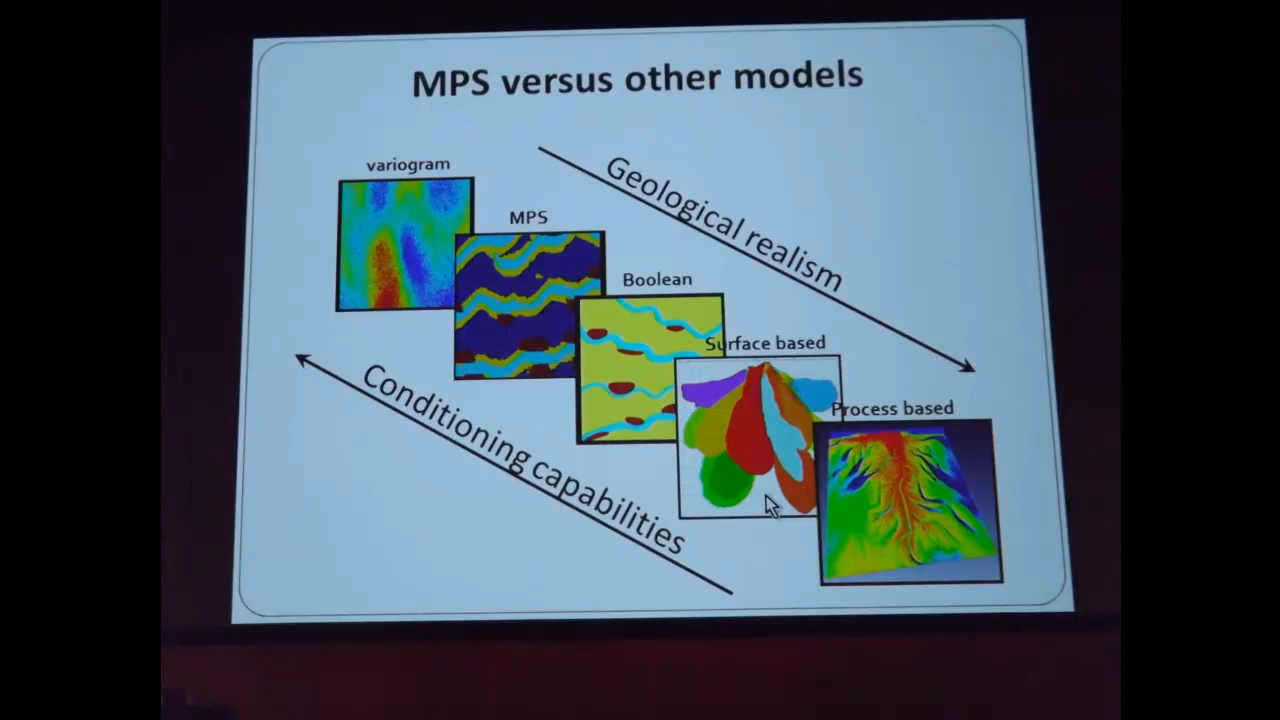 MPS versus other models
variogram
Geological realism
MPS
Boolean
Surface based
Conditioning capabilities
Process based